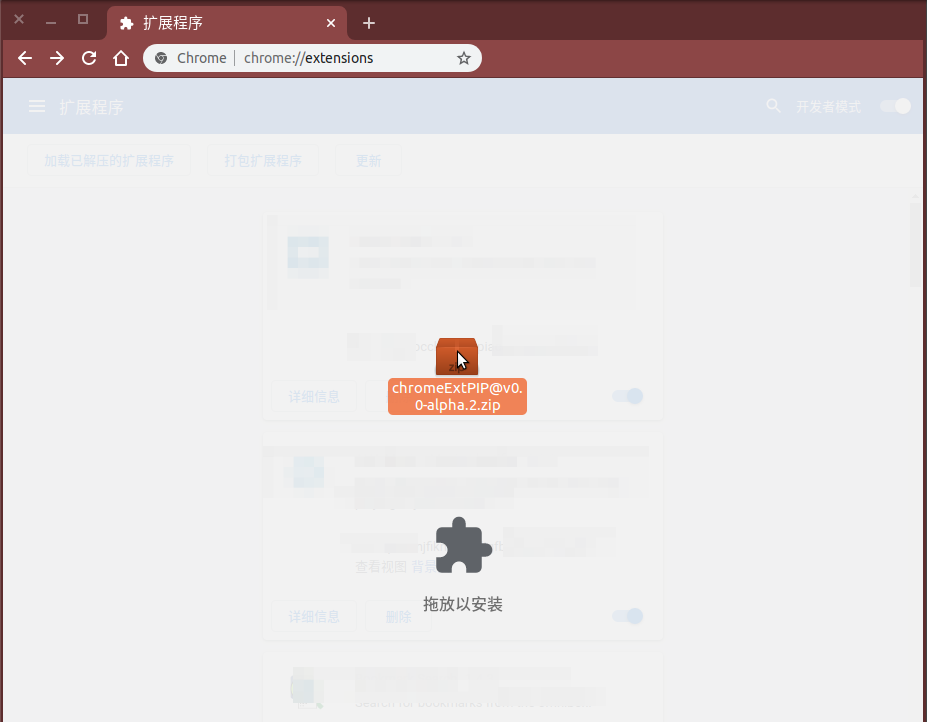 扩展程序
Chrome | chrome://extensions
扩展程序
开发者模式
加载已解压的扩展程序
打包扩展程序
更新
zip
详细信息
chromeExtPIP@v0.
0-alpha.2.zip
查看视图
拖放以安装
详细信息
删除